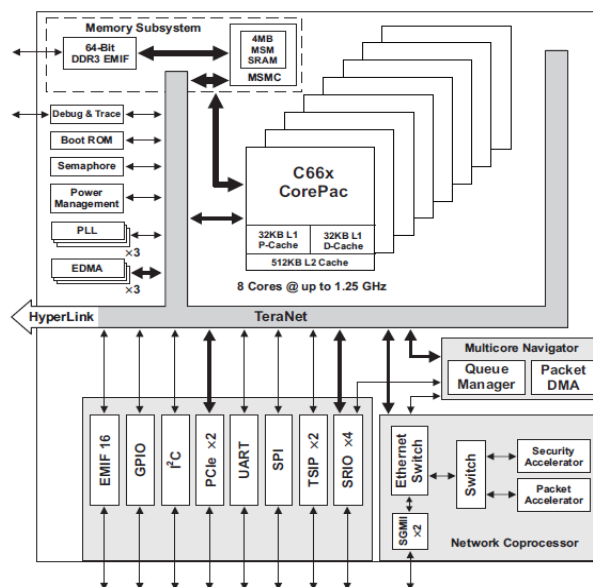 Memory Subsystem
64-Bit
DDR3 EMIF
4MB
MSM
SRAM
MSMC
Debug & Trace
Boot ROM
Semaphore
Power
Management
PLL
×3
EDMA
×3
C66x
CorePac
32KB L1
P-Cache
32KB L1
D-Cache
512KB L2 Cache
8 Cores @ up to 1.25 GHz
HyperLink
TeraNet
Multicore Navigator
Queue
Manager
Packet
DMA
EMIF 16
GPIO
I²C
PCIe ×2
UART
SPI
TSIP ×2
SRIO ×4
Ethernet
Switch
Switch
Security
Accelerator
Packet
Accelerator
SGMII
×2
Network Coprocessor